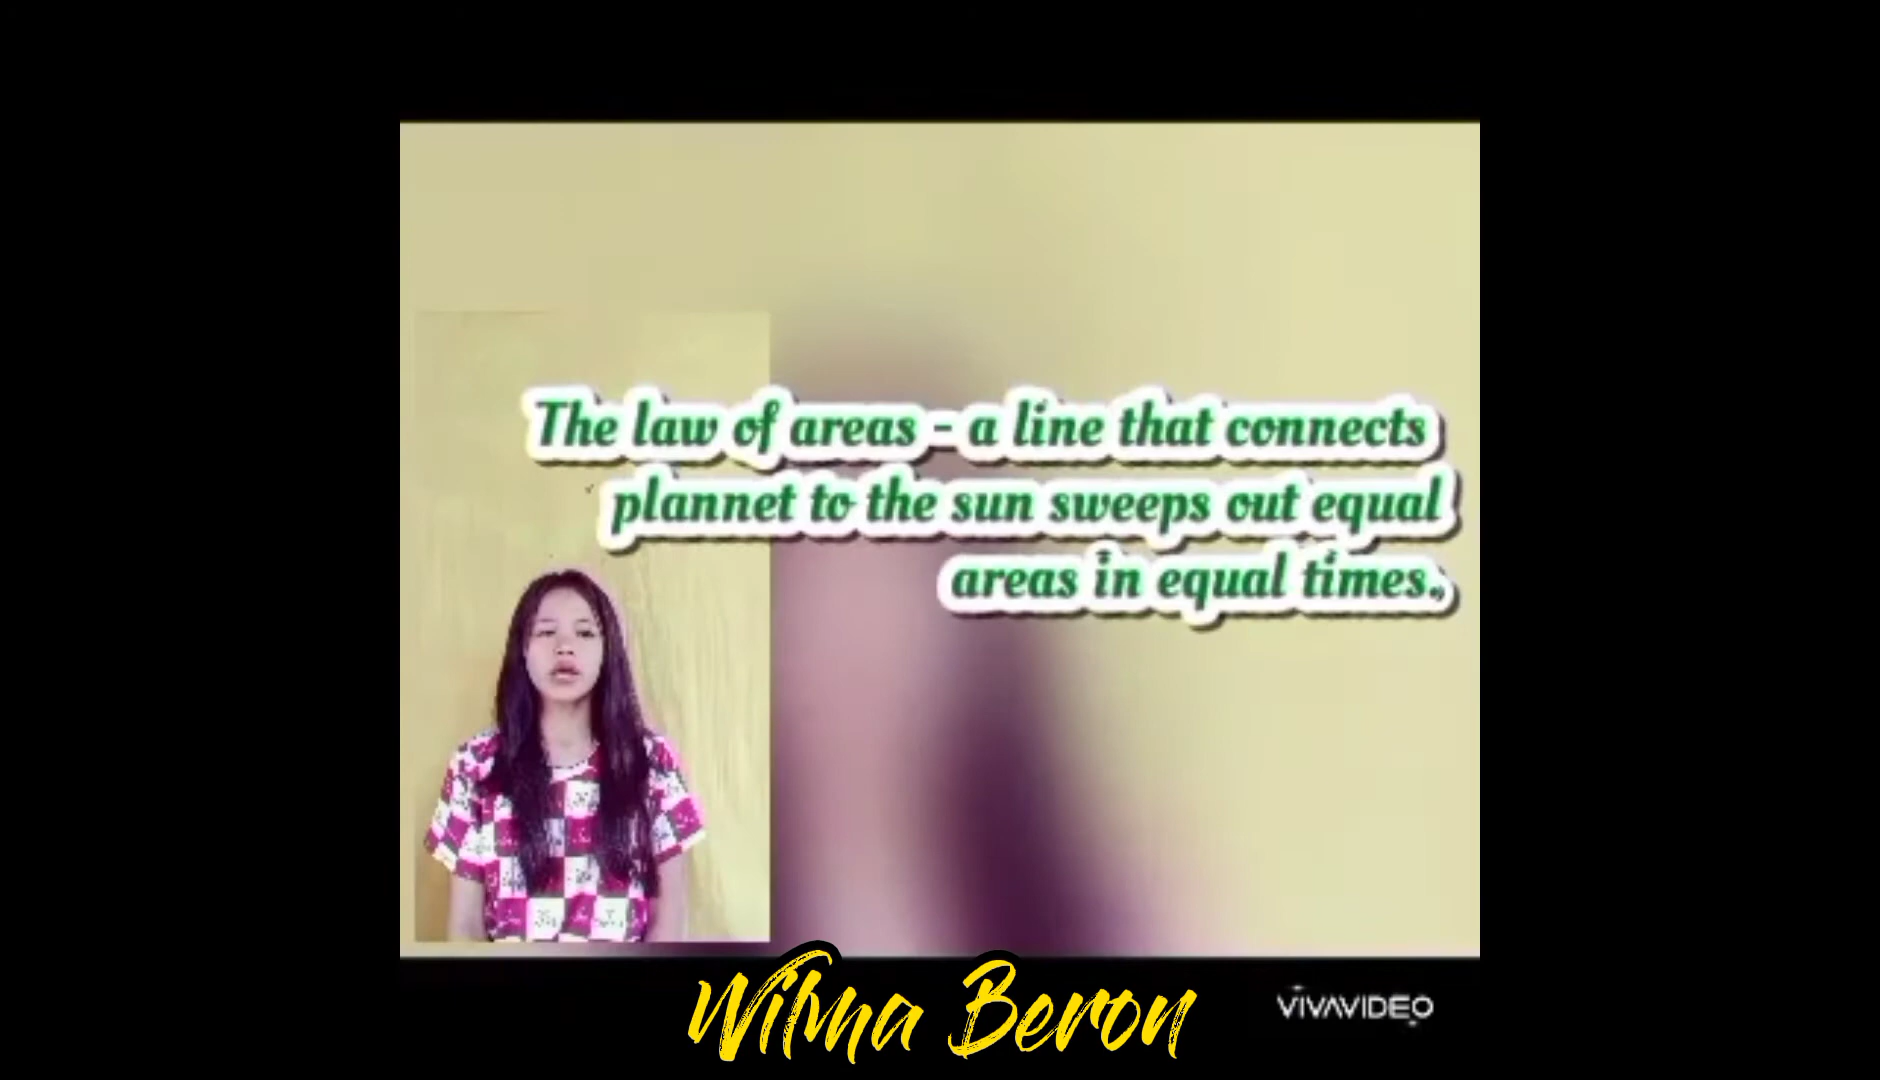 The law of areas - a line that connects
plannet to the sun sweeps out equal
areas in equal times.,
Wilma Beron
VIVAVIDEO